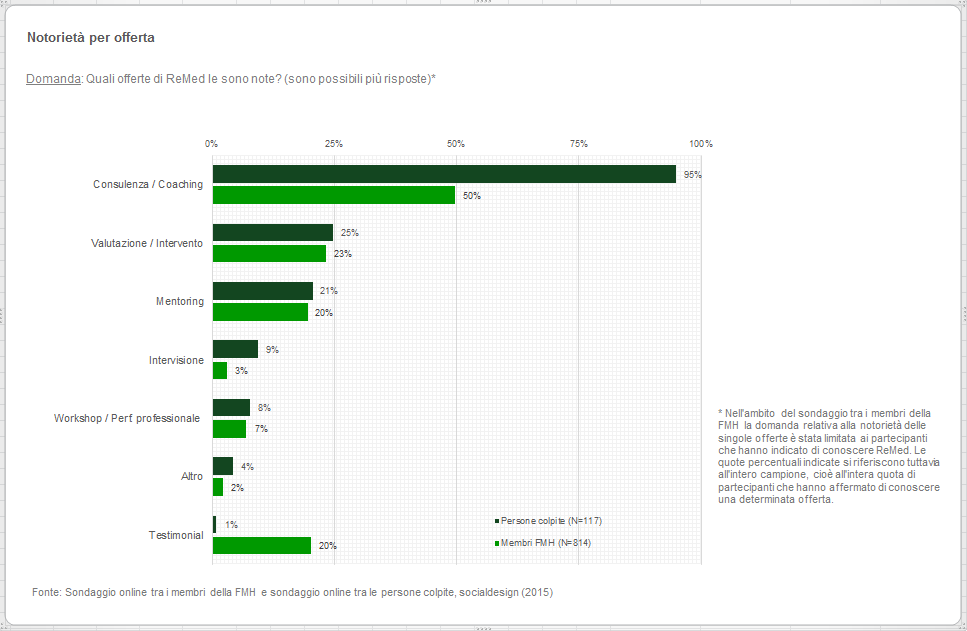 Notorietà per offerta
Domanda: Quali offerte di ReMed le sono note? (sono possibili più risposte)*
0% 25% 50% 75% 100%
Consulenza / Coaching 95%
50%
Valutazione / Intervento 25%
23%
Mentoring 21%
20%
Intervisione 9%
3%
Workshop / Perf. professionale 8%
7%
Altro 4%
2%
Testimonial 1%
20%
Persone colpite (N=117)
Membri FMH (N=814)
* Nell'ambito del sondaggio tra i membri della
FMH la domanda relativa alla notorietà delle
singole offerte è stata limitata ai partecipanti
che hanno indicato di conoscere ReMed. Le
quote percentuali indicate si riferiscono tuttavia
all'intero campione, cioè all'intera quota di
partecipanti che hanno affermato di conoscere
una determinata offerta.
Fonte: Sondaggio online tra i membri della FMH e sondaggio online tra le persone colpite, socialdesign (2015)